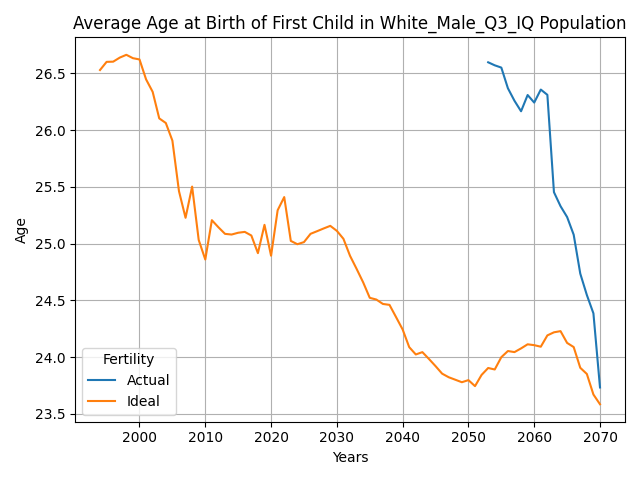 Average Age at Birth of First Child in White_Male_Q3_IQ Population
26.5
26.0
25.5
25.0
24.5
24.0
23.5
Age
Fertility
Actual
Ideal
2000 2010 2020 2030 2040 2050 2060 2070
Years